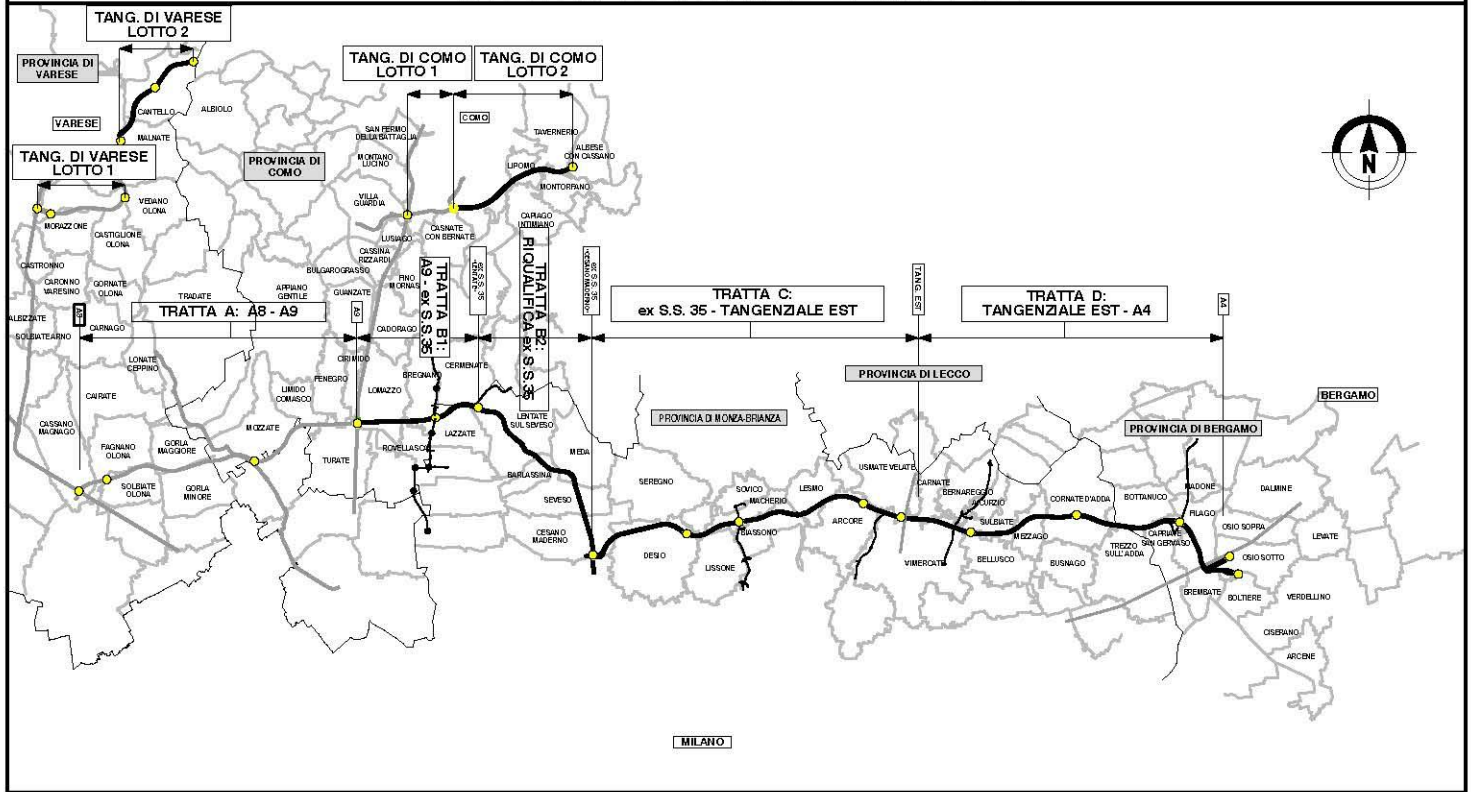 TANG. DI VARESE
LOTTO 2
PROVINCIA DI
VARESE
TANG. DI COMO
LOTTO 1
TANG. DI COMO
LOTTO 2
CANTELLO
ALBIOLO
VARESE
MALNATE
COMO
SAN FERMO
DELLA BATTAGLIA
TAVERNERIO
ALBESE
CON CASSANO
TANG. DI VARESE
LOTTO 1
PROVINCIA DI
COMO
MONTANO
LUCINO
LIPOMO
MONTORFANO
N
VILLA
GUARDIA
VEDANO
OLONA
MORAZZONE
CASTIGLIONE
OLONA
CASNATE
CON BERNATE
CAPIAGO
INTIMIANO
LUSIAGO
CASSINA
RIZZARDI
CASTRONNO
BULGAROGRASSO
CARONNO
VARESINO
GORNATE
OLONA
APPIANO
GENTILE
GUANZATE
FINO
MORNAS
TRADATE
TRATTA B1:
A9 - ex S.S.35
ex S.S. 35
TRATTA B2:
RIQUALIFICA ex S.S.35
ex S.S. 35
TRATTA C:
ex S.S. 35 - TANGENZIALE EST
TANG. EST
TRATTA D:
TANGENZIALE EST - A4
A4
TRATTA A: A8 - A9
A9
ALBIZZATE
SOLBIATE ARNO
CARNAGO
CADORAGO
CIRIMIDO
LONATE
CEPPINO
FENEGRO
LIMIDO
COMASCO
LOMAZZO
BREGNANO
CERMENATE
PROVINCIA DI LECCO
CAIRATE
BERGAMO
CASSANO
MAGNAGO
MOZZATE
LENTATE
SUL SEVESO
PROVINCIA DI MONZA-BRIANZA
PROVINCIA DI BERGAMO
LAZZATE
FAGNANO
OLONA
GORLA
MAGGIORE
ROVELLASCA
TURATE
MEDA
BARLASSINA
SOLBIATE
OLONA
GORLA
MINORE
SEVESO
SEREGNO
SOVICO
MACHERIO
LESMO
USMATE VELATE
CARNATE
BERNAREGGIO
AICURZIO
SULBIATE
CORNATE D'ADDA
BOTTANUCO
MADONE
DALMINE
FILAGO
OSIO SOPRA
LEVATE
CESANO
MADERNO
DESIO
BIASSONO
ARCORE
MEZZAGO
CAPRIATE
SAN GERVASO
TREZZO
SULL'ADDA
OSIO SOTTO
LISSONE
VIMERCATE
BELLUSCO
BUSNAGO
BREMBATE
BOLTIERE
VERDELLINO
CISERANO
ARCENE
MILANO